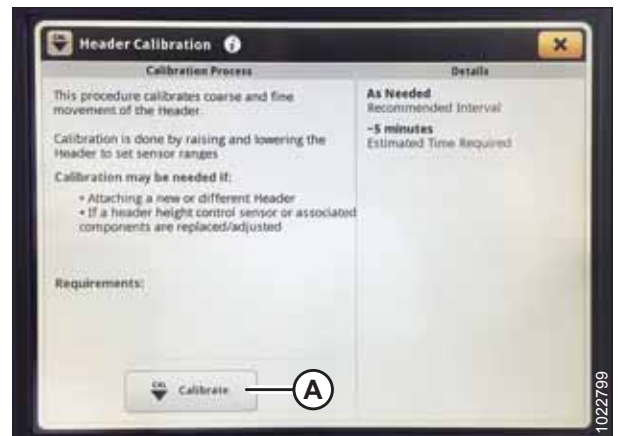 CAL
Header Calibration i
Calibration Process
This procedure calibrates coarse and fine
movement of the Header.
Calibration is done by raising and lowering the
Header to set sensor ranges
Calibration may be needed if:
• Attaching a new or different Header
• If a header height control sensor or associated
components are replaced/adjusted
Requirements:
CAL Calibrate
A
Details
As Needed
Recommended Interval
~5 minutes
Estimated Time Required
1022799